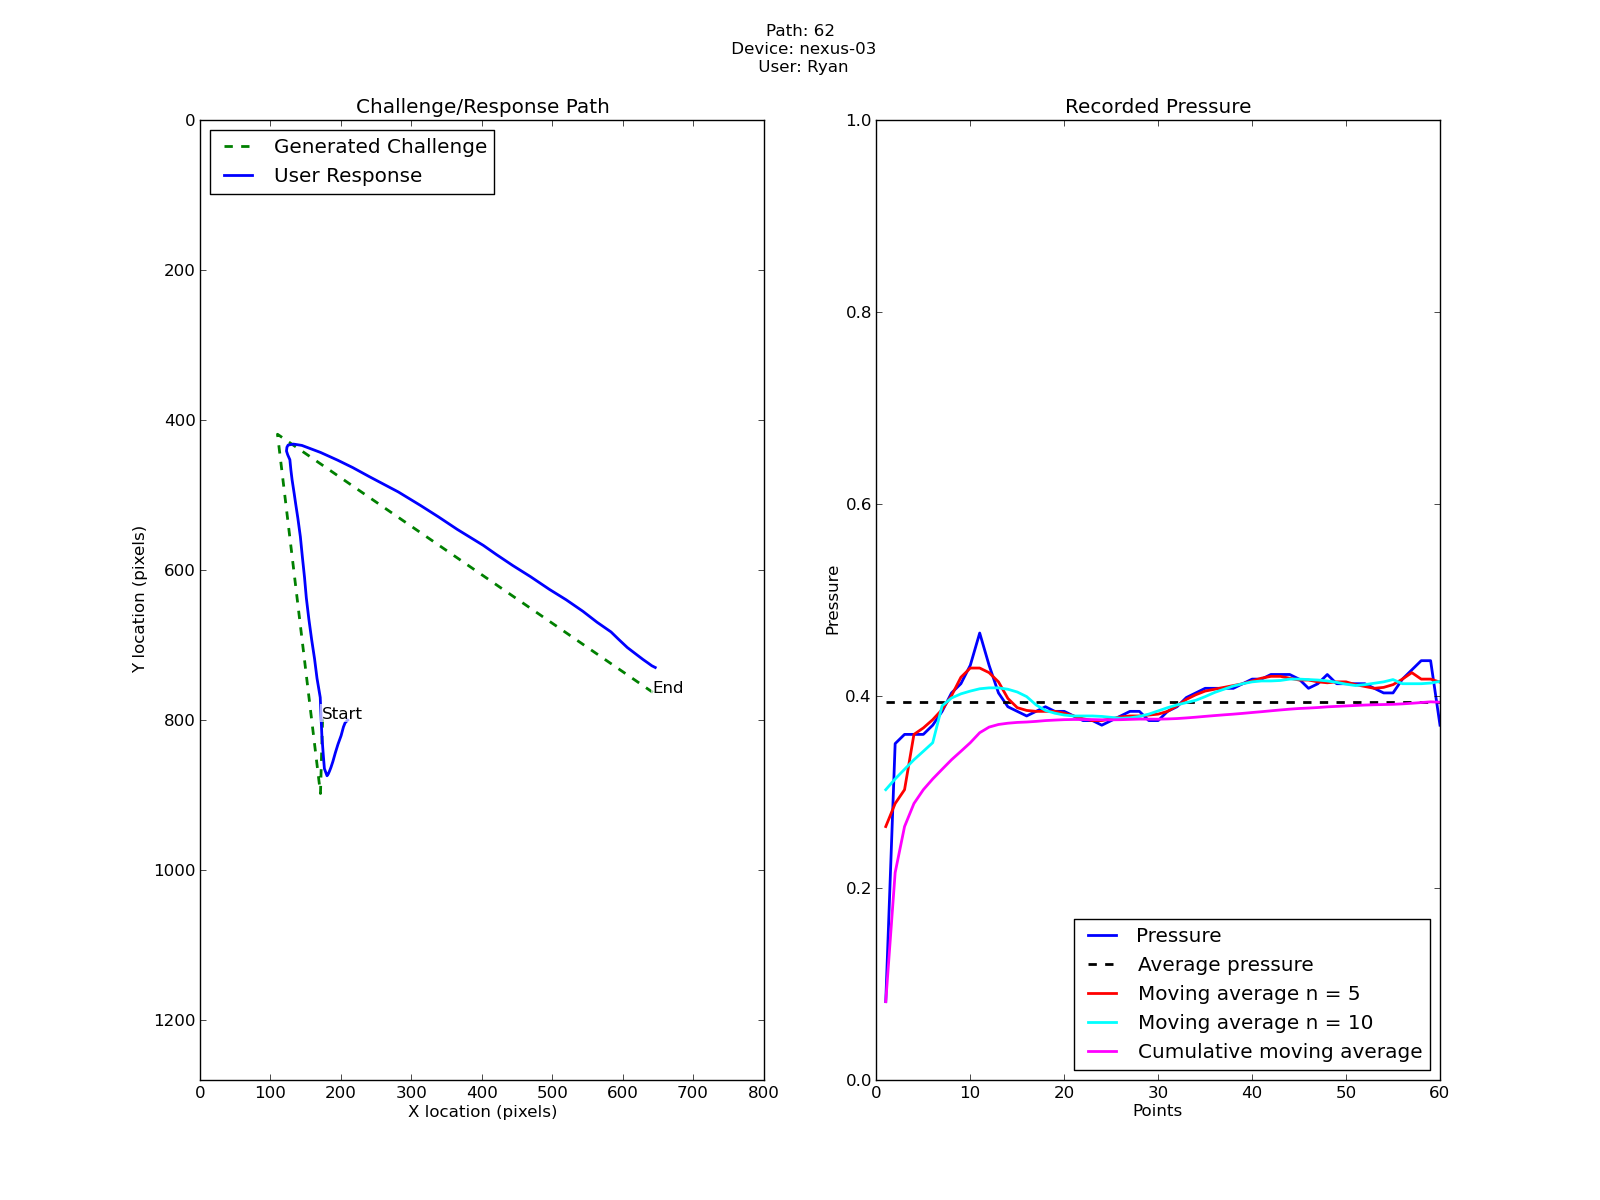 Path: 62
Device: nexus-03
User: Ryan
Challenge/Response Path
Generated Challenge
User Response
0
200
400
600
800
1000
1200
Y location (pixels)
Start
End
0 100 200 300 400 500 600 700 800
X location (pixels)
Recorded Pressure
1.0
0.8
0.6
0.4
0.2
0.0
Pressure
Pressure
Average pressure
Moving average n = 5
Moving average n = 10
Cumulative moving average
0 10 20 30 40 50 60
Points